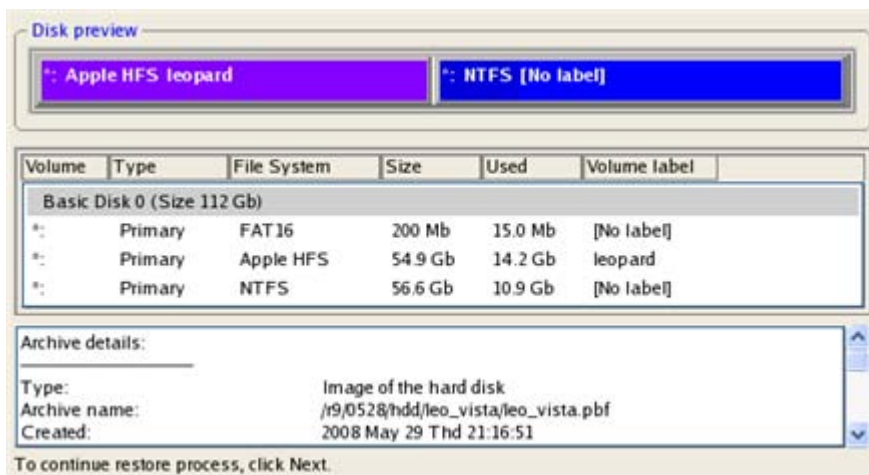 Disk preview
*: Apple HFS leopard
*: NTFS [No label]
Volume Type File System Size Used Volume label
Basic Disk 0 (Size 112 Gb)
*: Primary FAT16 200 Mb 15.0 Mb [No label]
*: Primary Apple HFS 54.9 Gb 14.2 Gb leopard
*: Primary NTFS 56.6 Gb 10.9 Gb [No label]
Archive details:
Type: Image of the hard disk
Archive name: /r9/0528/hdd/leo_vista/leo_vista.pbf
Created: 2008 May 29 Thd 21:16:51
To continue restore process, click Next.